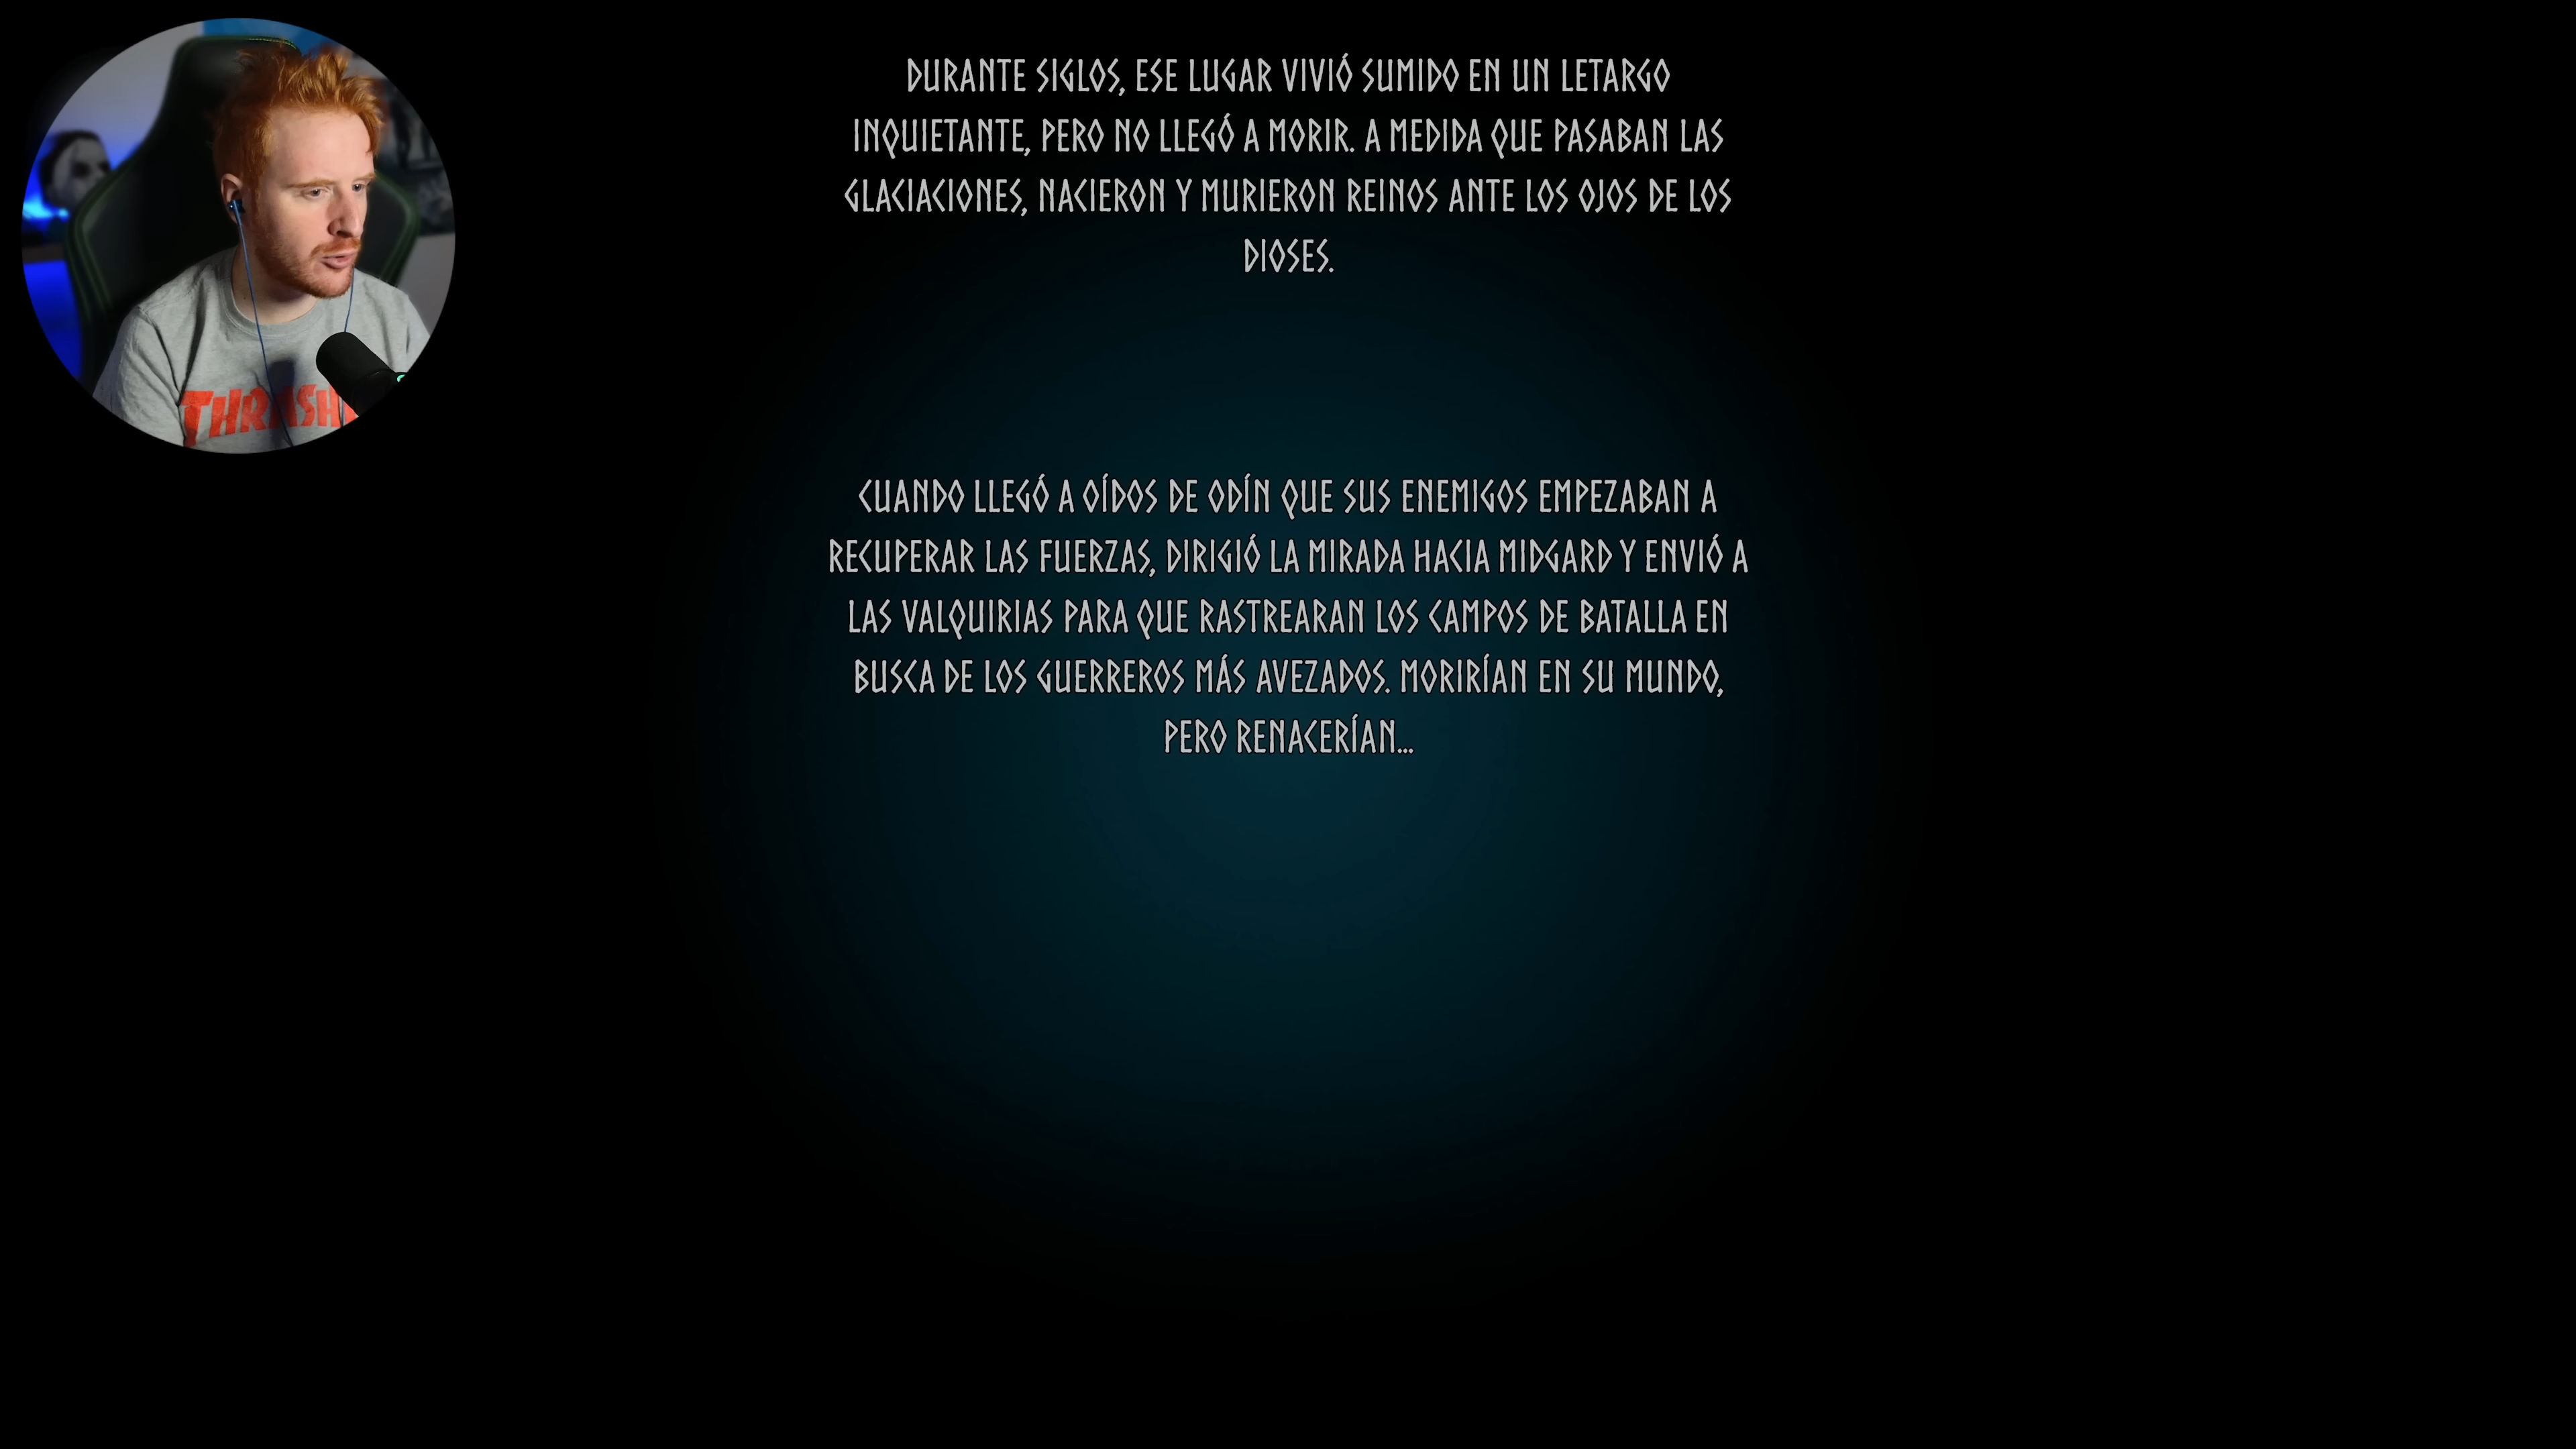 DURANTE SIGLOS, ESE LUGAR VIVIÓ SUMIDO EN UN LETARGO
INQUIETANTE, PERO NO LLEGÓ A MORIR. A MEDIDA QUE PASABAN LAS
GLACIACIONES, NACIERON Y MURIERON REINOS ANTE LOS OJOS DE LOS
DIOSES.
CUANDO LLEGÓ A OÍDOS DE ODÍN QUE SUS ENEMIGOS EMPEZABAN A
RECUPERAR LAS FUERZAS, DIRIGIÓ LA MIRADA HACIA MIDGARD Y ENVIÓ A
LAS VALQUIRIAS PARA QUE RASTREARAN LOS CAMPOS DE BATALLA EN
BUSCA DE LOS GUERREROS MÁS AVEZADOS. MORIRÍAN EN SU MUNDO,
PERO RENACERÍAN...
THRASH